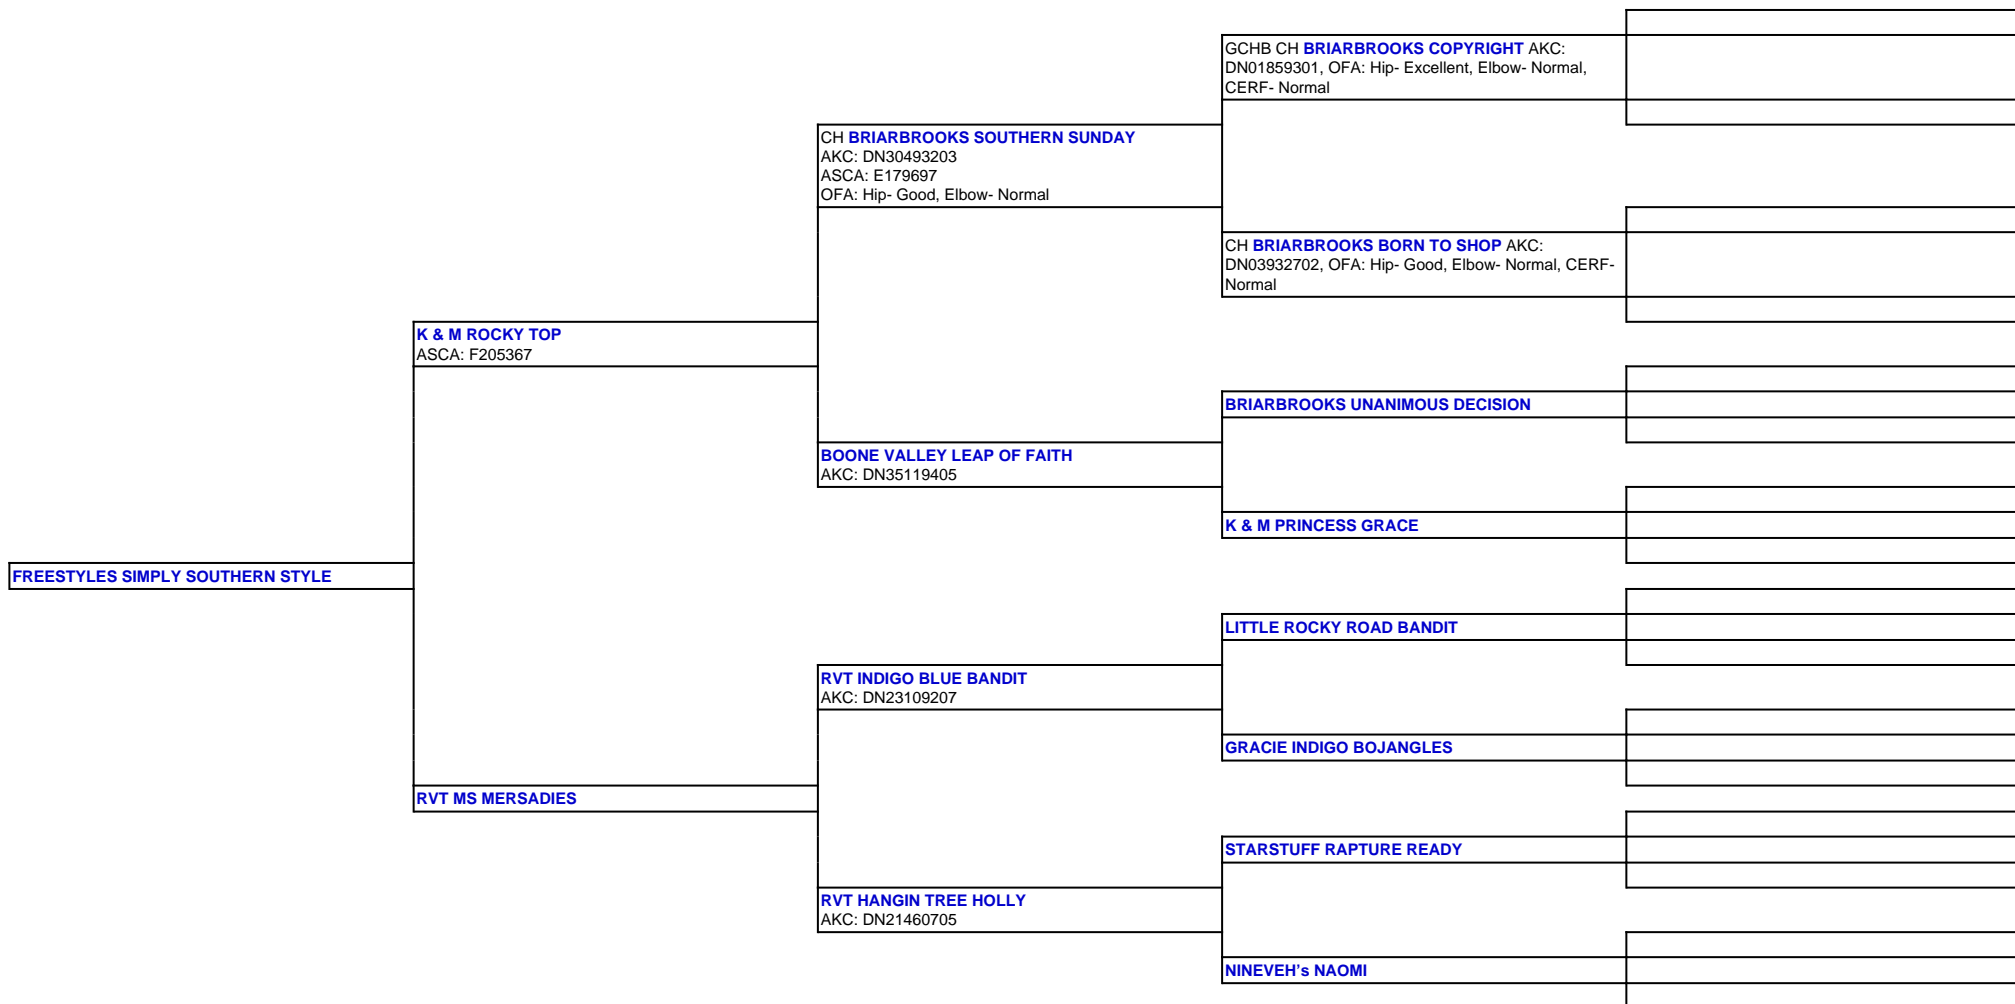 GCHB CH BRIARBROOKS COPYRIGHT AKC:
DN01859301, OFA: Hip- Excellent, Elbow- Normal,
CERF- Normal
CH BRIARBROOKS SOUTHERN SUNDAY
AKC: DN30493203
ASCA: E179697
OFA: Hip- Good, Elbow- Normal
CH BRIARBROOKS BORN TO SHOP AKC:
DN03932702, OFA: Hip- Good, Elbow- Normal, CERF-
Normal
K & M ROCKY TOP
ASCA: F205367
BRIARBROOKS UNANIMOUS DECISION
BOONE VALLEY LEAP OF FAITH
AKC: DN35119405
K & M PRINCESS GRACE
FREESTYLES SIMPLY SOUTHERN STYLE
LITTLE ROCKY ROAD BANDIT
RVT INDIGO BLUE BANDIT
AKC: DN23109207
GRACIE INDIGO BOJANGLES
RVT MS MERSADIES
STARSTUFF RAPTURE READY
RVT HANGIN TREE HOLLY
AKC: DN21460705
NINEVEH's NAOMI